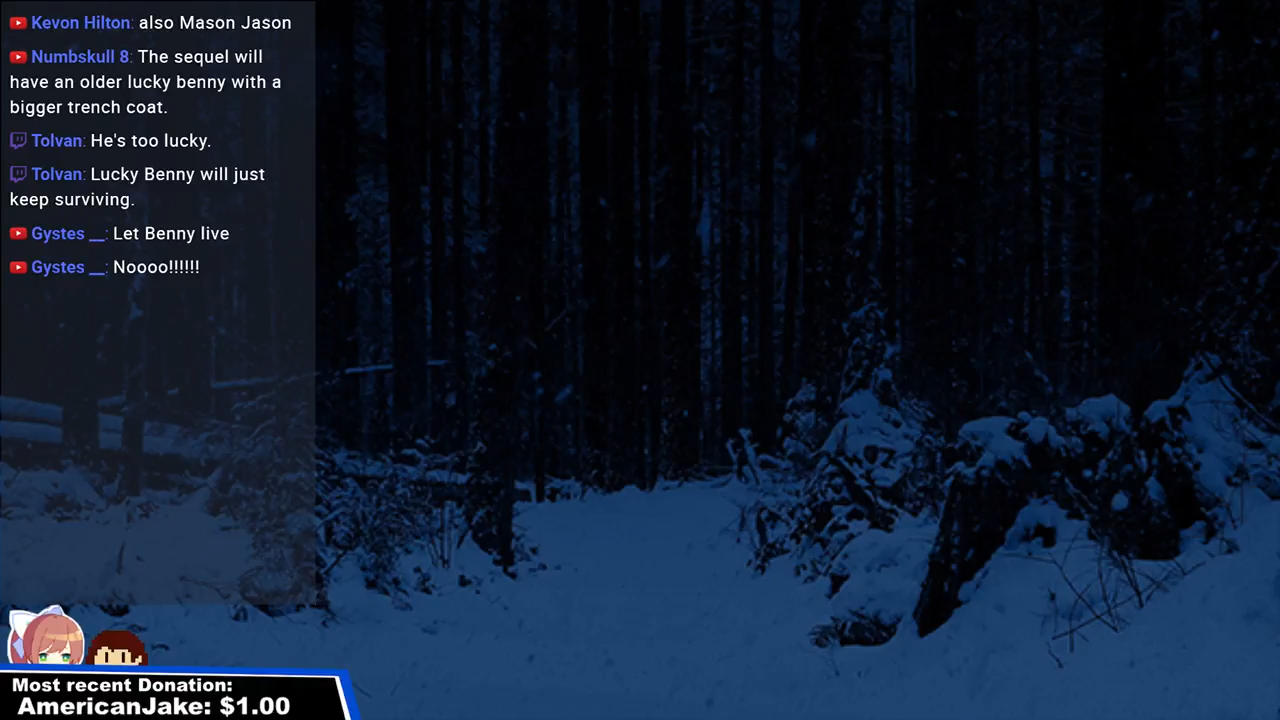 Kevon Hilton: also Mason Jason
Numbskull 8: The sequel will
have an older lucky benny with a
bigger trench coat.
Tolvan: He's too lucky.
Tolvan: Lucky Benny will just
keep surviving.
Gystes __: Let Benny live
Gystes __: Noooo!!!!!!
Most recent Donation:
AmericanJake: $1.00